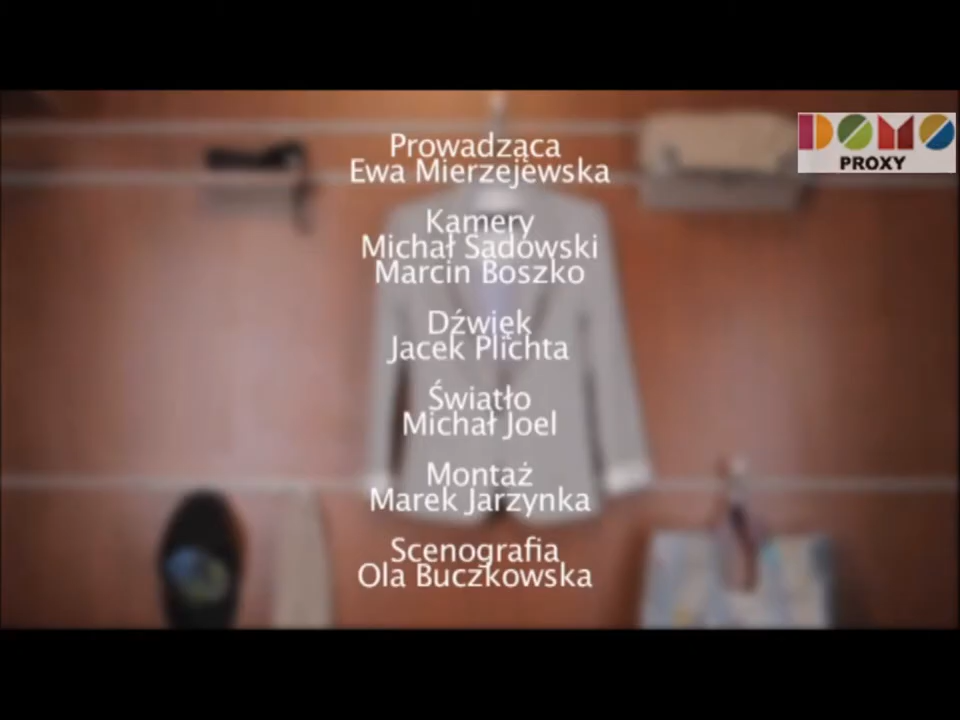 DOMO
PROXY
Prowadząca
Ewa Mierzejewska
Kamery
Michał Sadowski
Marcin Boszko
Dźwięk
Jacek Plichta
Światło
Michał Joel
Montaż
Marek Jarzynka
Scenografia
Ola Buczkowska